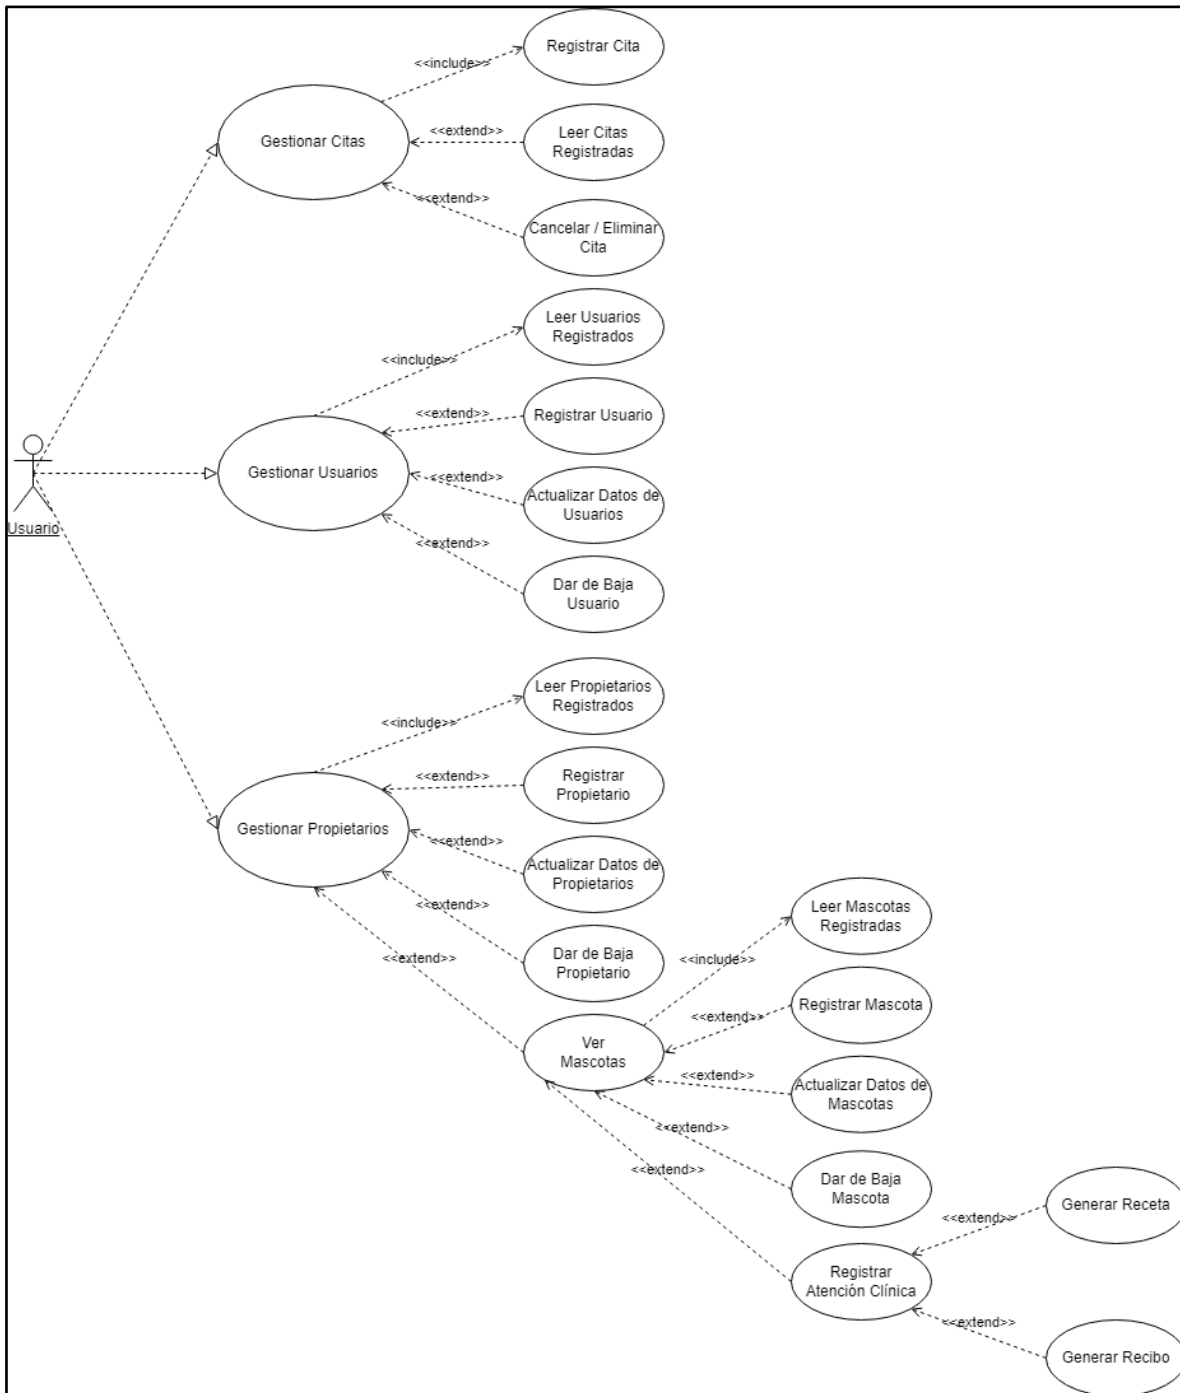 Registrar Cita
<<include>>
Gestionar Citas
<<extend>>
Leer Citas
Registradas
<<extend>>
Cancelar / Eliminar
Cita
Leer Usuarios
Registrados
<<include>>
<<extend>>
Registrar Usuario
Gestionar Usuarios
<<extend>>
Actualizar Datos de
Usuarios
Usuario
<<extend>>
Dar de Baja
Usuario
Leer Propietarios
Registrados
<<include>>
<<extend>>
Registrar
Propietario
Gestionar Propietarios
<<extend>>
Actualizar Datos de
Propietarios
<<extend>>
Dar de Baja
Propietario
<<extend>>
Leer Mascotas
Registradas
<<include>>
Ver
Mascotas
<<extend>>
Registrar Mascota
<<extend>>
Actualizar Datos de
Mascotas
<<extend>>
Dar de Baja
Mascota
<<extend>>
Registrar
Atención Clínica
<<extend>>
Generar Receta
<<extend>>
Generar Recibo